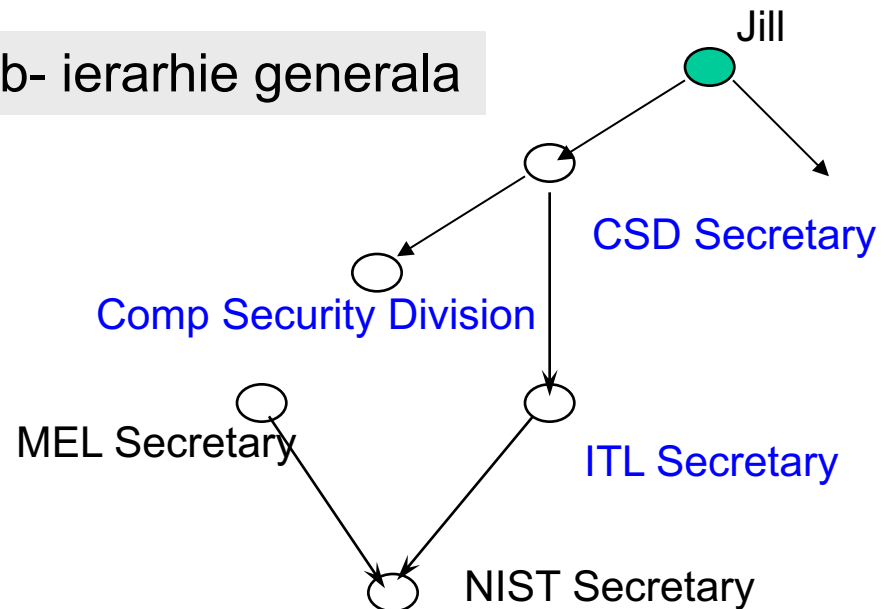 Jill
b- ierarhie generala
CSD Secretary
Comp Security Division
MEL Secretary
ITL Secretary
NIST Secretary